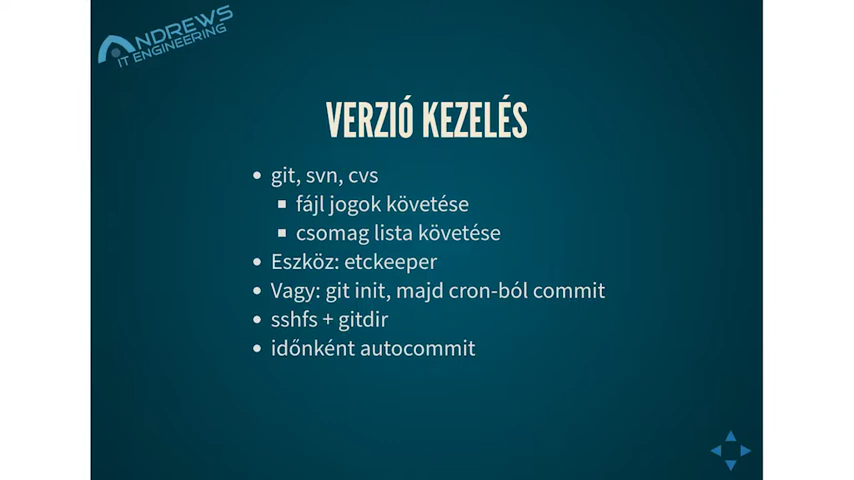 ANDREWS
IT ENGINEERING
VERZIÓ KEZELÉS
git, svn, cvs
fájl jogok követése
csomag lista követése
Eszköz: etckeeper
Vagy: git init, majd cron-ból commit
sshfs + gitdir
időnként autocommit